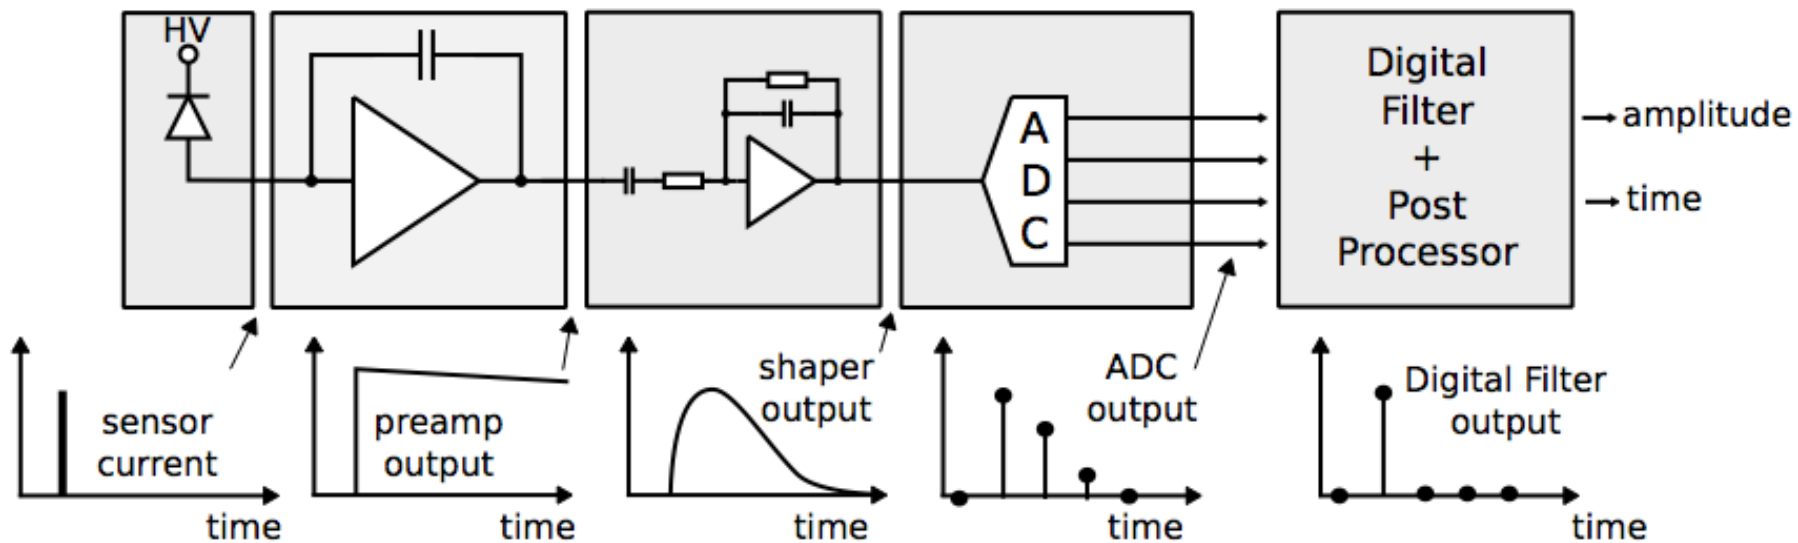 HV
A
D
C
Digital
Filter
+
Post
Processor
amplitude
time
sensor
current
time
preamp
output
time
shaper
output
time
ADC
output
time
Digital Filter
output
time